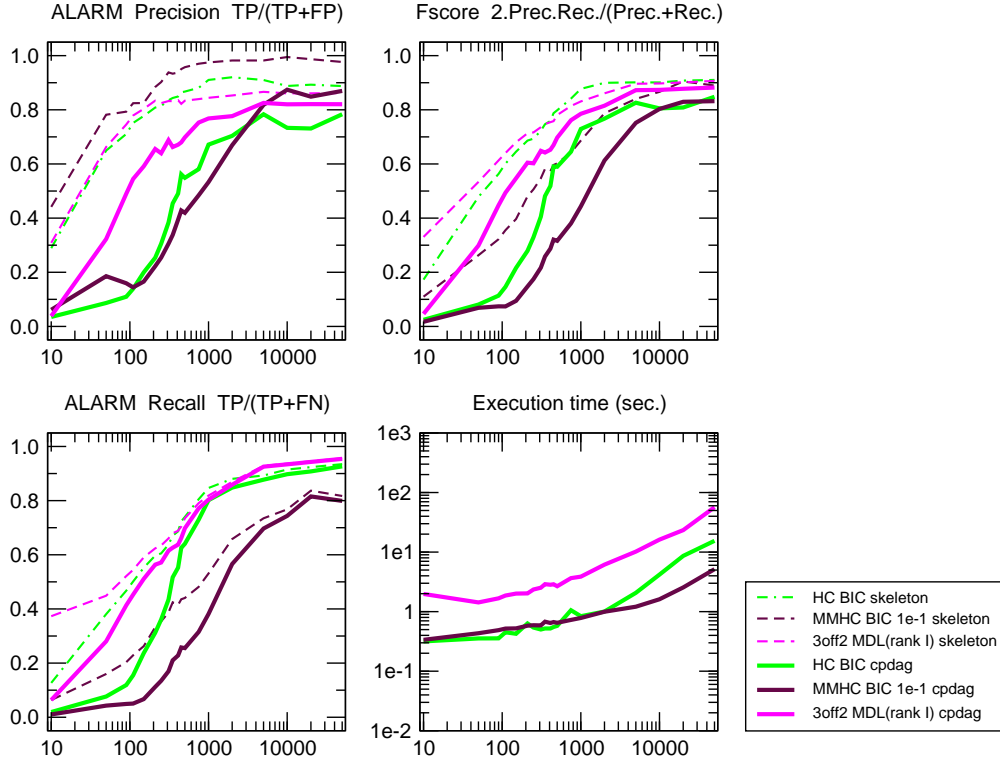 ALARM Precision TP/(TP+FP)
Fscore 2.Prec.Rec./(Prec.+Rec.)
1.0
0.8
0.6
0.4
0.2
0.0
10 100 1000 10000
1.0
0.8
0.6
0.4
0.2
0.0
10 100 1000 10000
ALARM Recall TP/(TP+FN)
Execution time (sec.)
1.0
0.8
0.6
0.4
0.2
0.0
10 100 1000 10000
1e3
1e2
1e1
1
1e-1
1e-2
10 100 1000 10000
HC BIC skeleton
MMHC BIC 1e-1 skeleton
3off2 MDL(rank I) skeleton
HC BIC cpdag
MMHC BIC 1e-1 cpdag
3off2 MDL(rank I) cpdag